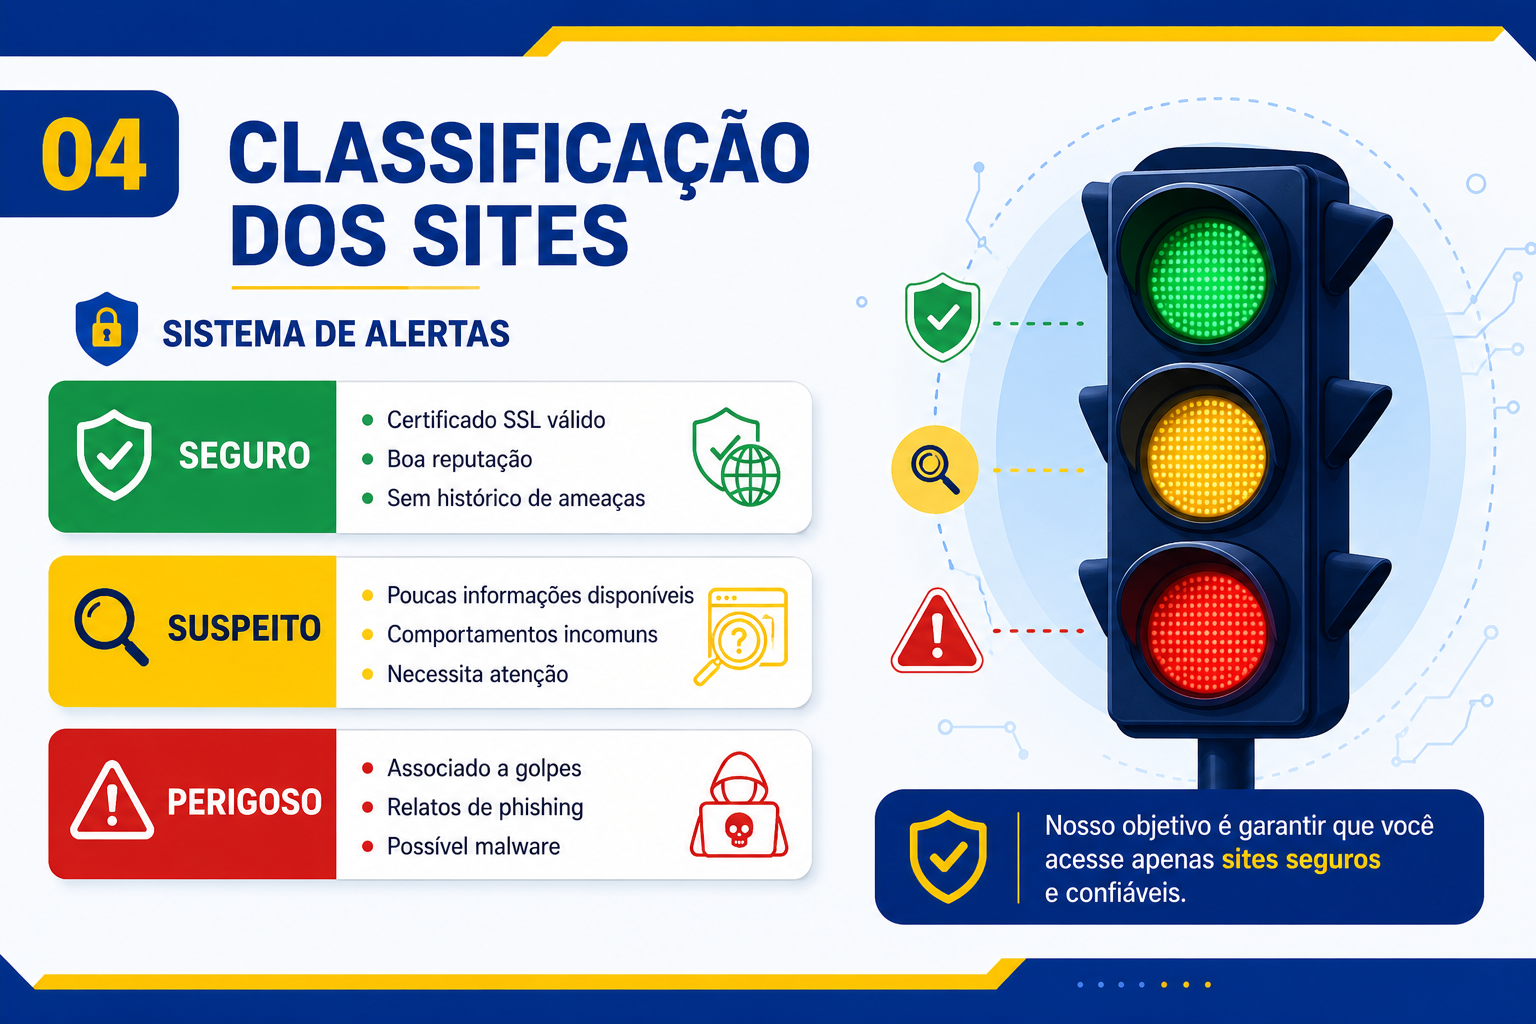 04
CLASSIFICAÇÃO
DOS SITES
SISTEMA DE ALERTAS
SEGURO
Certificado SSL válido
Boa reputação
Sem histórico de ameaças
SUSPEITO
Poucas informações disponíveis
Comportamentos incomuns
Necessita atenção
?
PERIGOSO
Associado a golpes
Relatos de phishing
Possível malware
Nosso objetivo é garantir que você
acesse apenas sites seguros
e confiáveis.